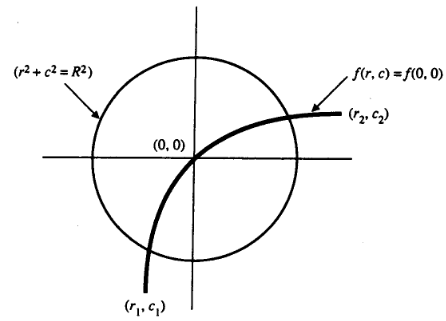 (r² + c² = R²)
f(r, c) = f(0, 0)
(r₂, c₂)
(0, 0)
(r₁, c₁)